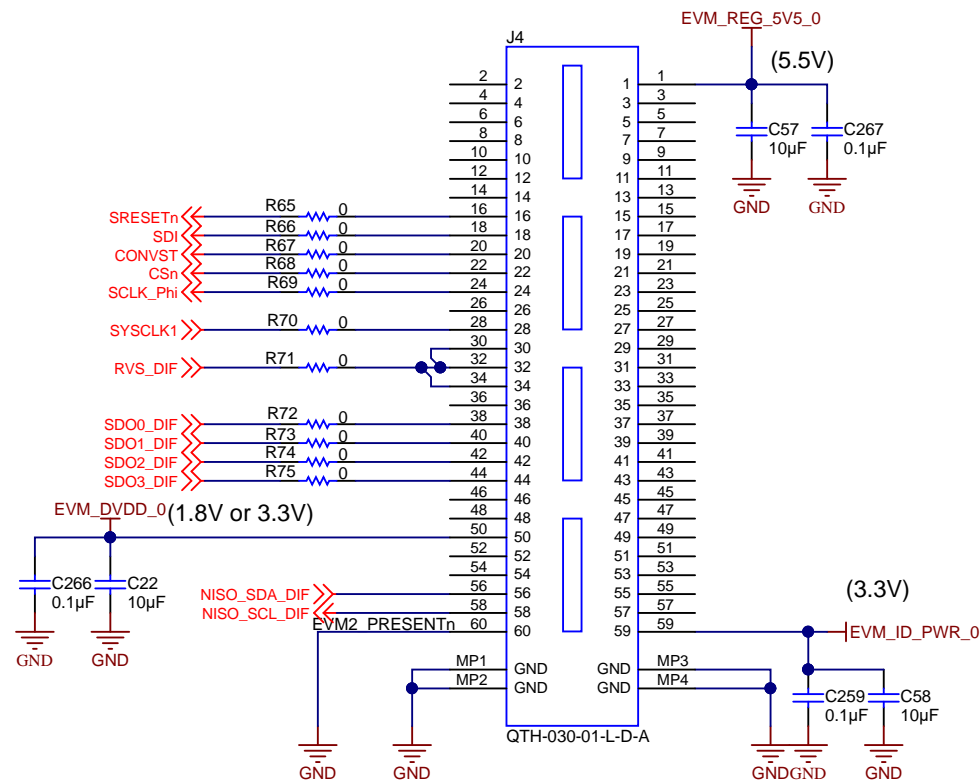 EVM_REG_5V5_0
(5.5V)
J4
2 2 1 1
4 4 3 3
6 6 5 5
8 8 7 7
10 10 9 9
12 12 11 11
14 14 13 13
C57
10µF
C267
0.1µF
GND
GND
SRESETn R65 0 16 16 15 15
SDI R66 0 18 18 17 17
CONVST R67 0 20 20 19 19
CSn R68 0 22 22 21 21
SCLK_Phi R69 0 24 24 23 23
26 26 25 25
SYSCLK1 R70 0 28 28 27 27
30 30 29 29
RVS_DIF R71 0 32 32 31 31
34 34 33 33
36 36 35 35
SDO0_DIF R72 0 38 38 37 37
SDO1_DIF R73 0 40 40 39 39
SDO2_DIF R74 0 42 42 41 41
SDO3_DIF R75 0 44 44 43 43
46 46 45 45
EVM_DVDD_0 (1.8V or 3.3V)
48 48 47 47
50 50 49 49
52 52 51 51
54 54 53 53
C266
0.1µF
C22
10µF
GND
GND
NISO_SDA_DIF 56 56 55 55
NISO_SCL_DIF 58 58 57 57
(3.3V)
EVM2_PRESENTn 60 60 59 59
EVM_ID_PWR_0
MP1 GND GND MP3
MP2 GND GND MP4
C259
0.1µF
C58
10µF
QTH-030-01-L-D-A
GND
GND
GND
GND
GND